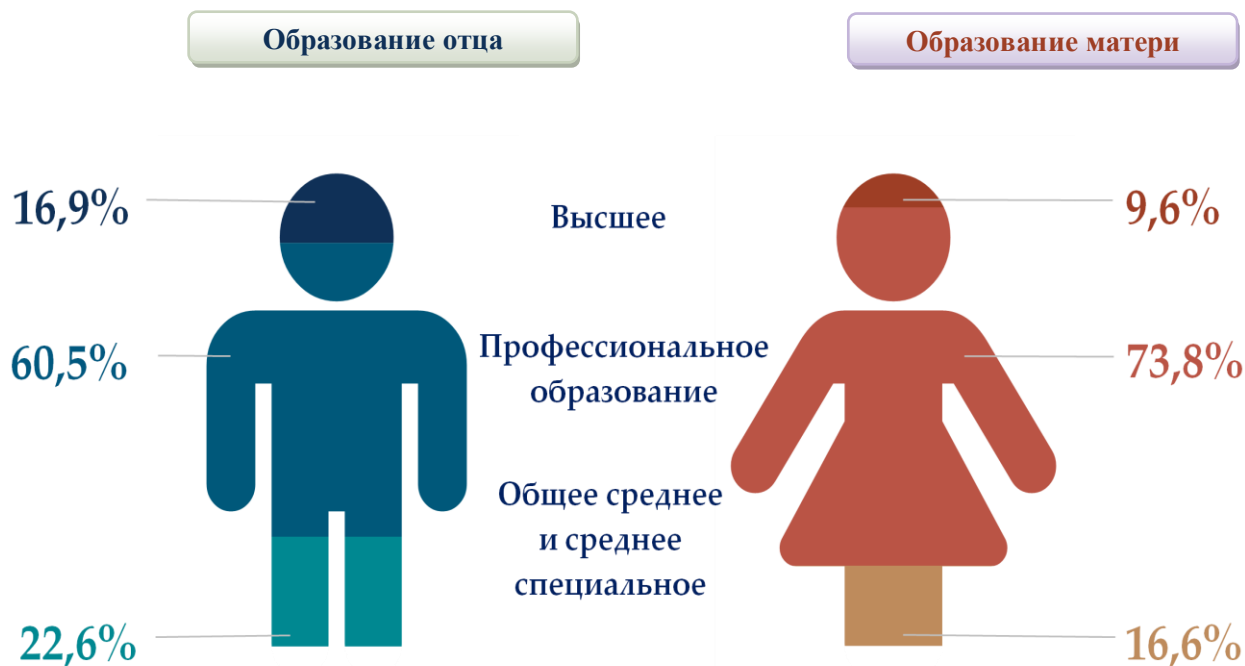 Образование отца
Образование матери
16,9%
Высшее
9,6%
60,5%
Профессиональное
образование
73,8%
Общее среднее
и среднее
специальное
22,6%
16,6%